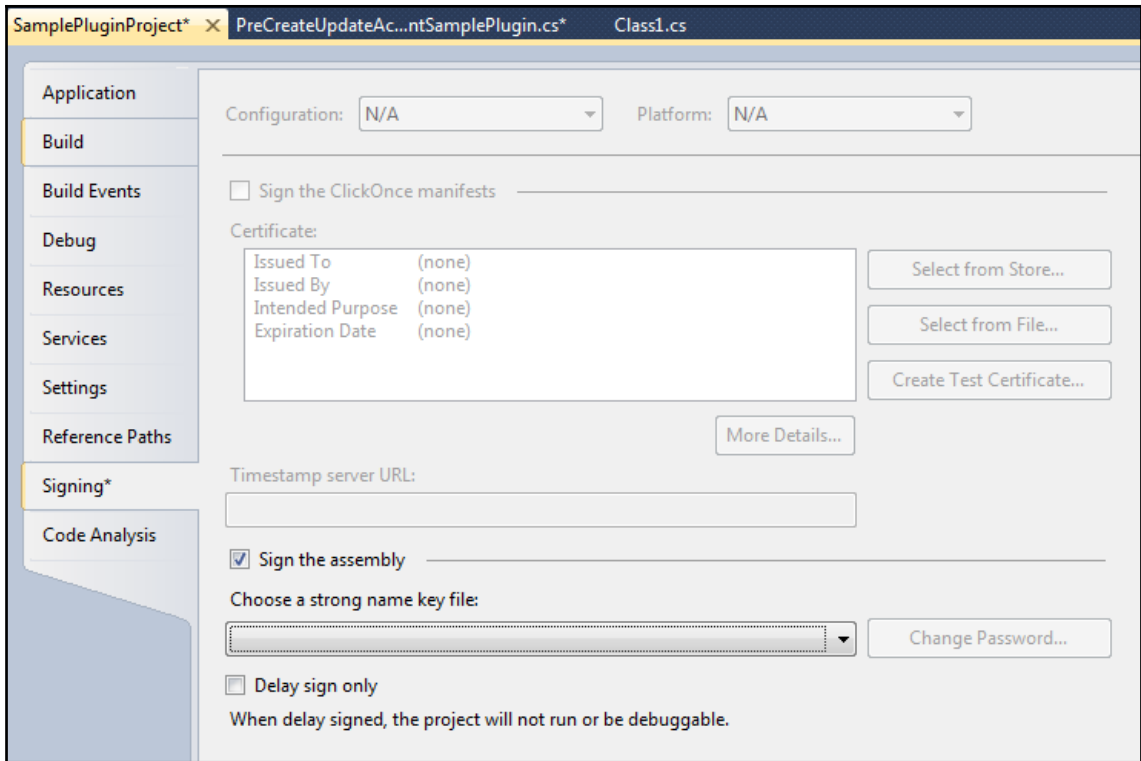 SamplePluginProject* PreCreateUpdateAc...ntSamplePlugin.cs* Class1.cs
Application
Build
Build Events
Debug
Resources
Services
Settings
Reference Paths
Signing*
Code Analysis
Configuration: N/A Platform: N/A
Sign the ClickOnce manifests
Certificate:
Issued To (none)
Issued By (none)
Intended Purpose (none)
Expiration Date (none)
Select from Store...
Select from File...
Create Test Certificate...
More Details...
Timestamp server URL:
Sign the assembly
Choose a strong name key file:
Change Password...
Delay sign only
When delay signed, the project will not run or be debuggable.